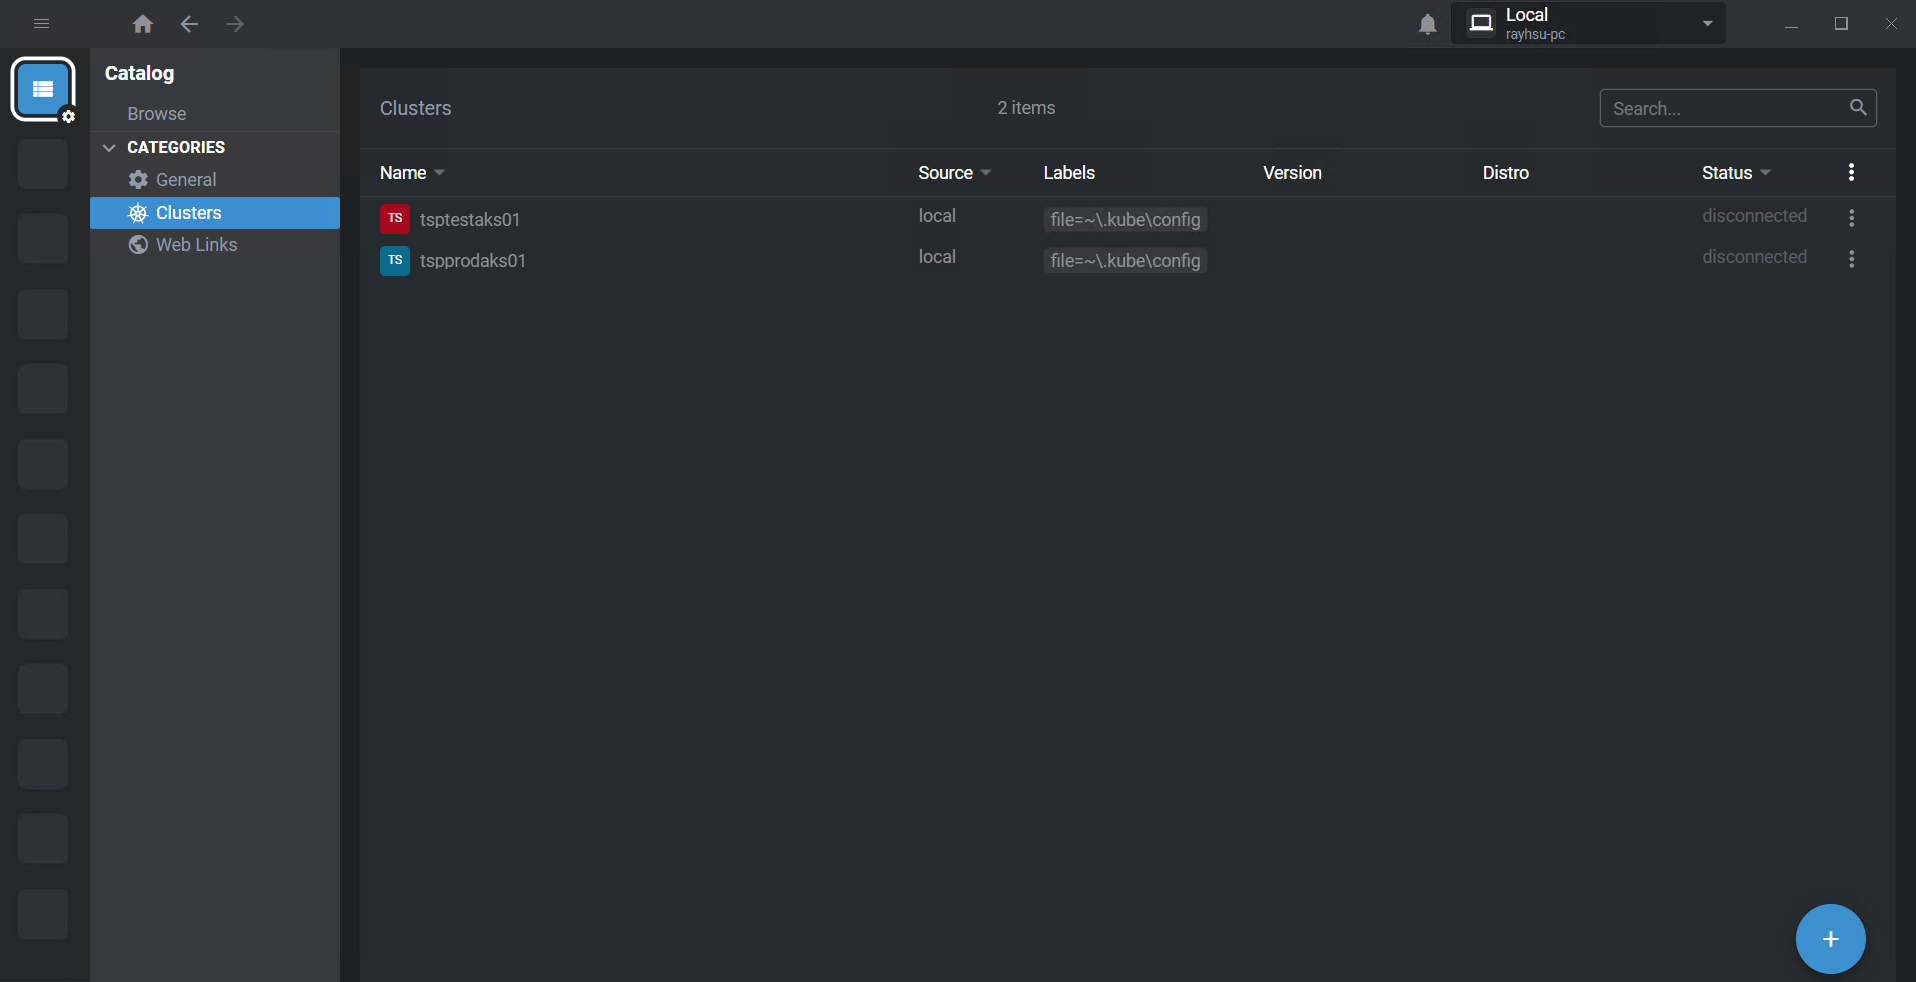 Local
rayhsu-pc
Catalog
Browse
CATEGORIES
General
Clusters
Web Links
Clusters 2 items Search...
Name Source Labels Version Distro Status
TS tsptestaks01 local file=~\.kube\config disconnected
TS tspprodaks01 local file=~\.kube\config disconnected